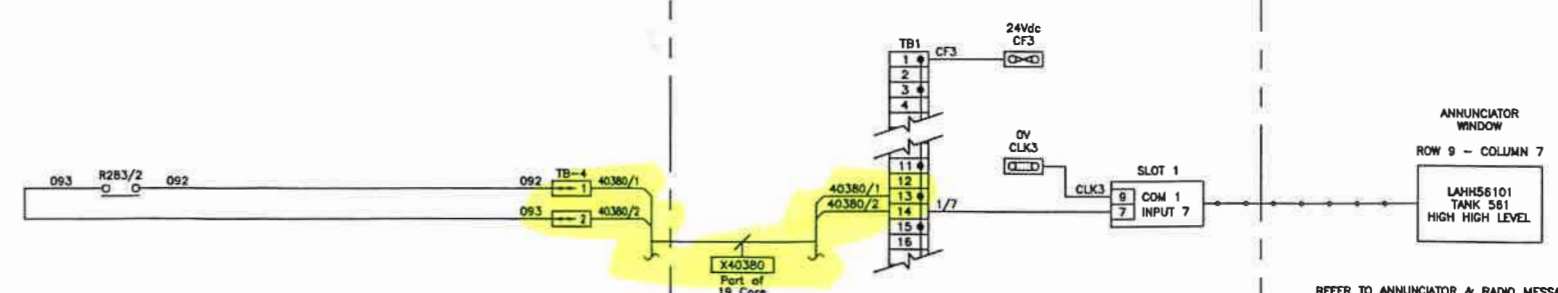 24Vdc
CF3
TB1
CF3
1
2
3
4
0V
CLK3
ANNUNCIATOR
WINDOW
ROW 9 - COLUMN 7
093
R283/2
092
092
TB-4
1
40380/1
093
2
40380/2
40380/1
40380/2
11
12
13
14
15
16
1/7
SLOT 1
CLK3
9
COM 1
7
INPUT 7
LAHH56101
TANK 561
HIGH HIGH LEVEL
X40380
Part of
19 Core
REFER TO ANNUNCIATOR & RADIO MESSA